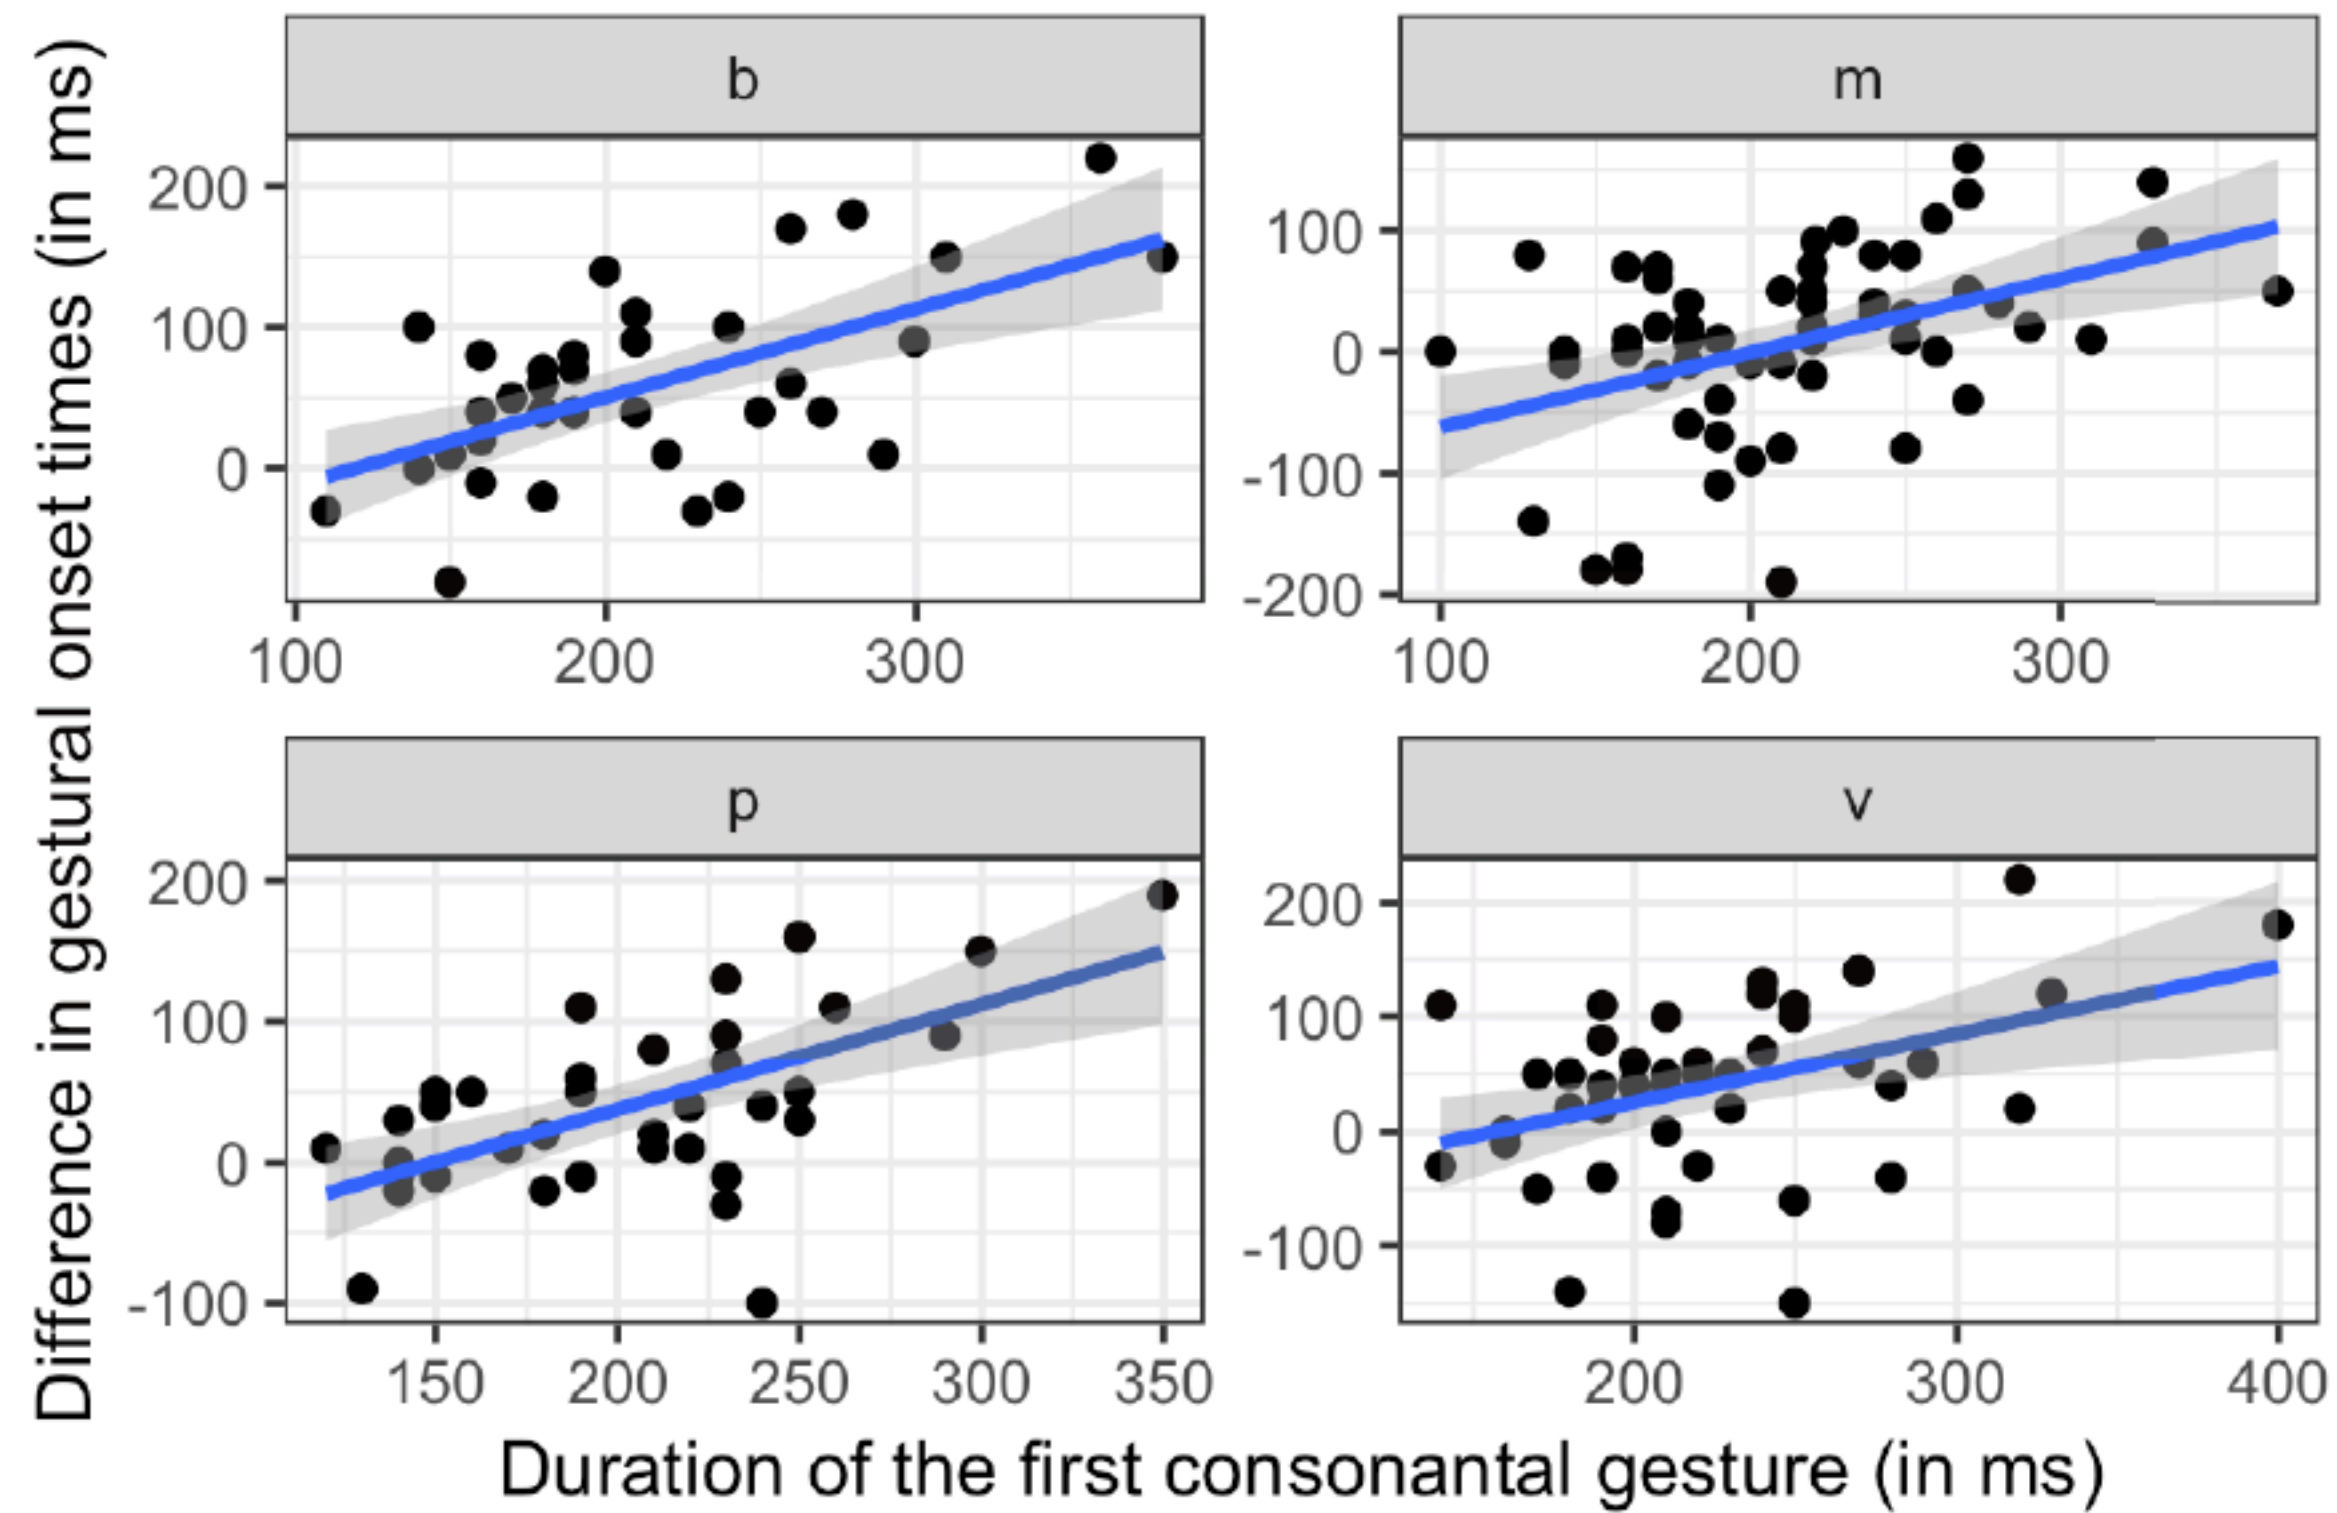 Difference in gestural onset times (in ms)
b
200
100
0
100 200 300
m
100
0
-100
-200
100 200 300
p
200
100
0
-100
150 200 250 300 350
v
200
100
0
-100
200 300 400
Duration of the first consonantal gesture (in ms)